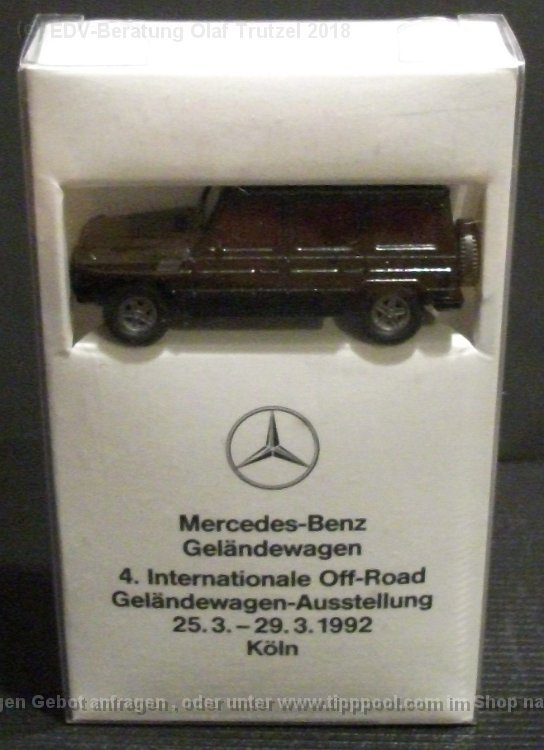 (C) EDV-Beratung Olaf Trutzel 2018
Mercedes-Benz
Geländewagen
4. Internationale Off-Road
Geländewagen-Ausstellung
25.3.–29.3.1992
Köln
gen Gebot anfragen , oder unter www.tipppool.com im Shop na